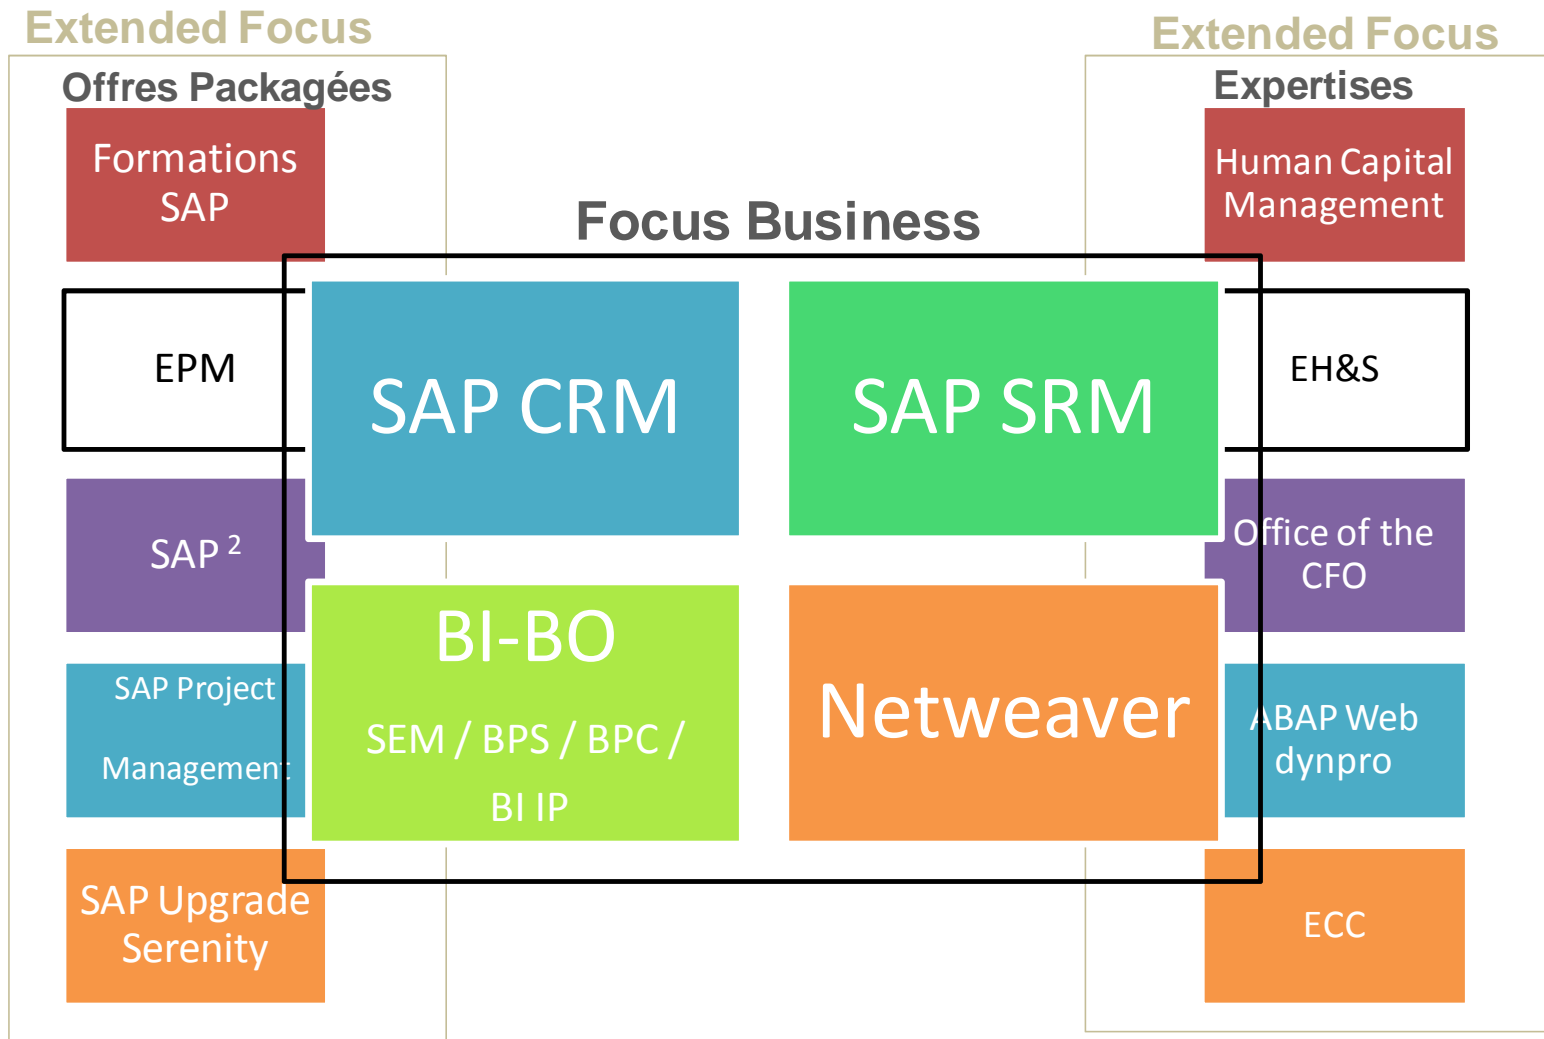 Extended Focus
Offres Packagées
Formations
SAP
EPM
SAP ²
SAP Project
Management
SAP Upgrade
Serenity
Focus Business
SAP CRM
SAP SRM
BI-BO
SEM / BPS / BPC /
BI IP
Netweaver
Extended Focus
Expertises
Human Capital
Management
EH&S
Office of the
CFO
ABAP Web
dynpro
ECC